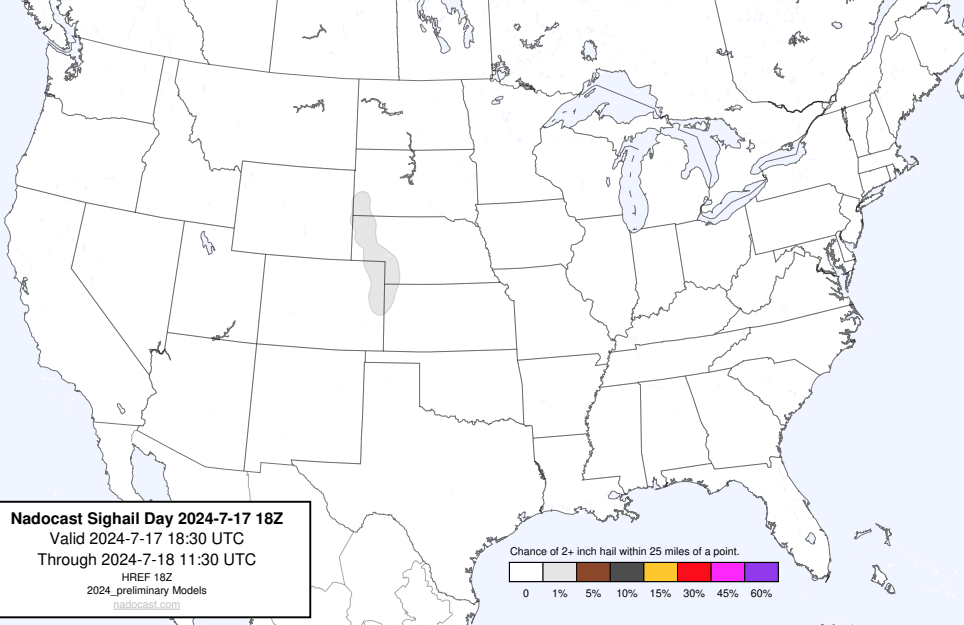 Nadocast Sighail Day 2024-7-17 18Z
Valid 2024-7-17 18:30 UTC
Through 2024-7-18 11:30 UTC
HREF 18Z
2024_preliminary Models
nadocast.com
Chance of 2+ inch hail within 25 miles of a point.
0 1% 5% 10% 15% 30% 45% 60%